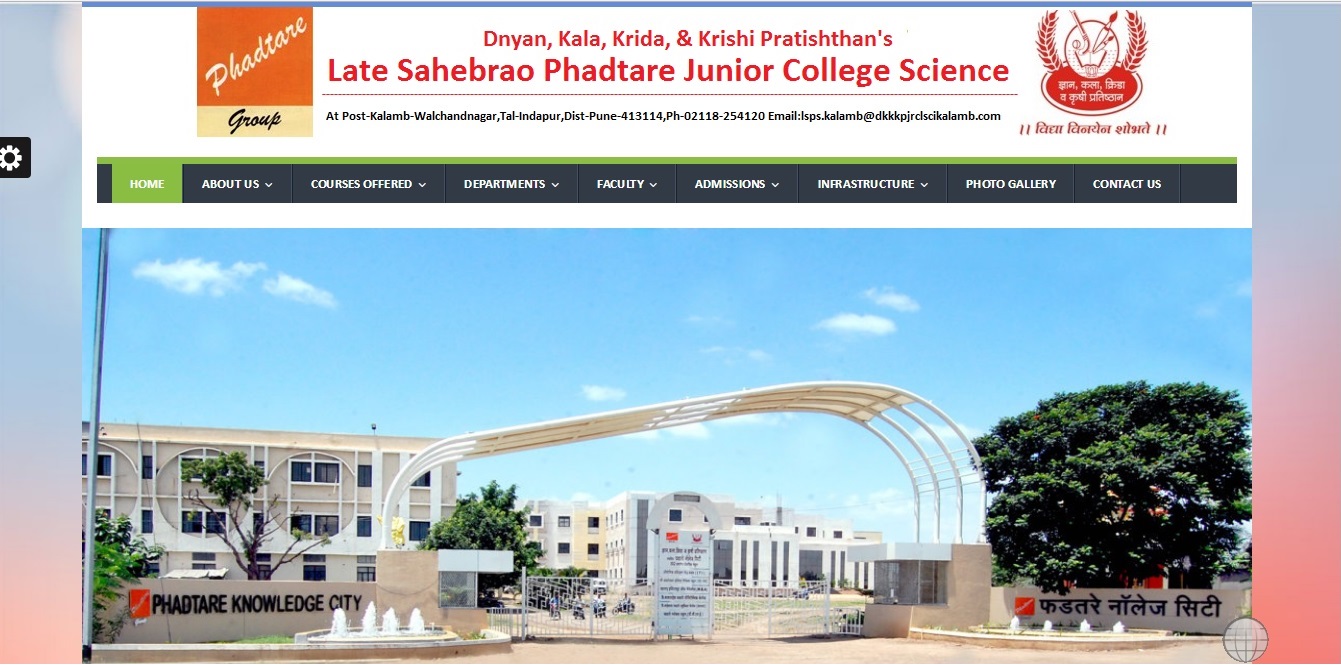 Phadtare
Group
Dnyan, Kala, Krida, & Krishi Pratishthan's
Late Sahebrao Phadtare Junior College Science
At Post-Kalamb-Walchandnagar,Tal-Indapur,Dist-Pune-413114,Ph-02118-254120 Email:lsps.kalamb@dkkkpjrclscikalamb.com
ज्ञान, कला, क्रिडा
व कृषी प्रतिष्ठान
।। विद्या विनयेन शोभते ।।
HOME
ABOUT US
COURSES OFFERED
DEPARTMENTS
FACULTY
ADMISSIONS
INFRASTRUCTURE
PHOTO GALLERY
CONTACT US
PHADTARE KNOWLEDGE CITY
फडतरे नॉलेज सिटी